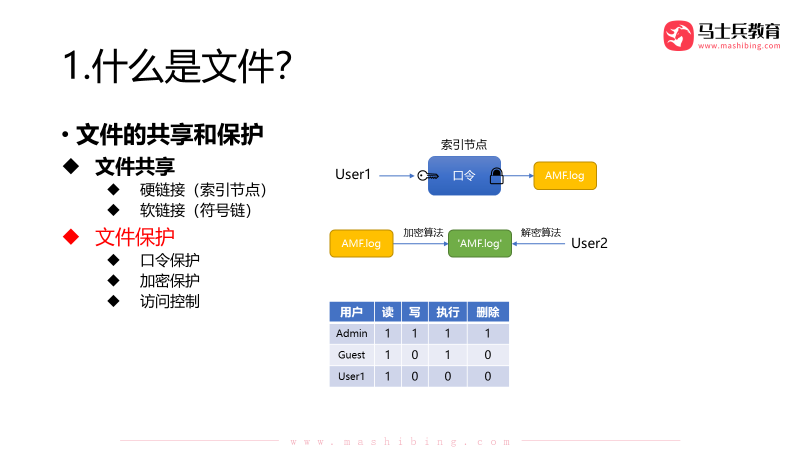 马士兵教育
www.mashibing.com
1.什么是文件?
• 文件的共享和保护
◆ 文件共享
◆ 硬链接（索引节点）
◆ 软链接（符号链）
◆ 文件保护
◆ 口令保护
◆ 加密保护
◆ 访问控制
索引节点
User1 口令 AMF.log
加密算法 解密算法
AMF.log 'AMF.log' User2
用户 读 写 执行 删除
Admin 1 1 1 1
Guest 1 0 1 0
User1 1 0 0 0
www.mashibing.com